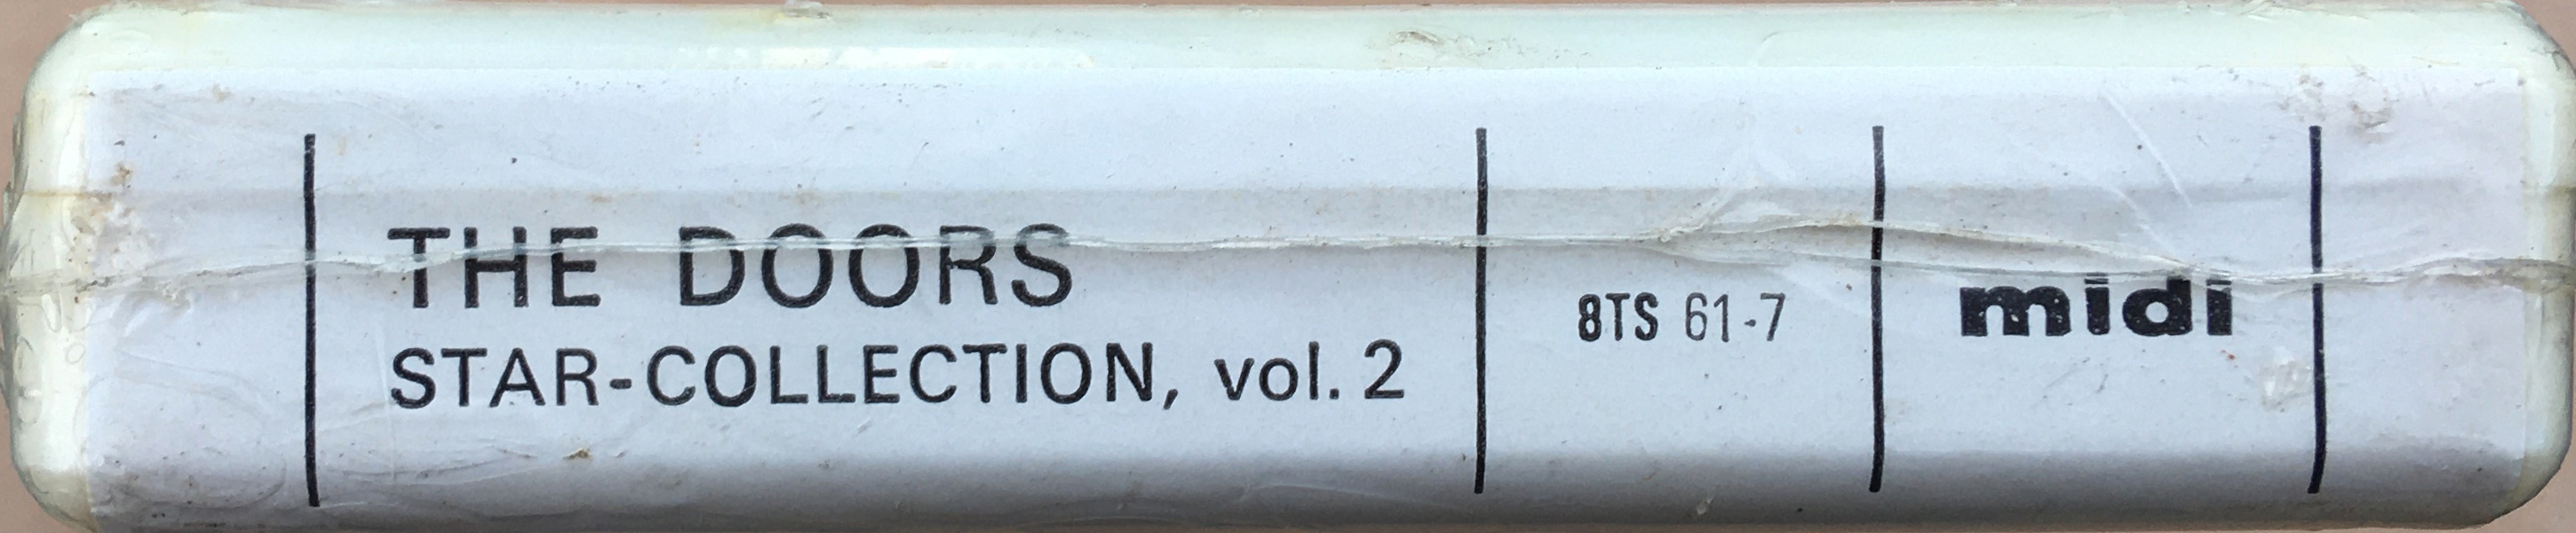 THE DOORS
STAR-COLLECTION, vol. 2
8TS 61-7
midi